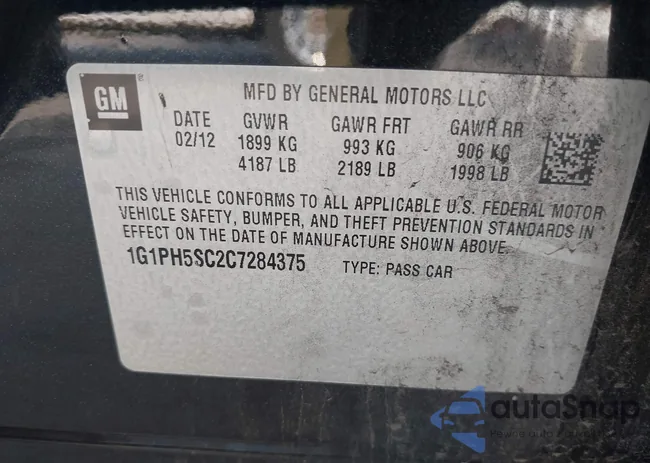 GM
MFD BY GENERAL MOTORS LLC
DATE GVWR GAWR FRT GAWR RR
02/12 1899 KG 993 KG 906 KG
4187 LB 2189 LB 1998 LB
THIS VEHICLE CONFORMS TO ALL APPLICABLE U.S. FEDERAL MOTOR
VEHICLE SAFETY, BUMPER, AND THEFT PREVENTION STANDARDS IN
EFFECT ON THE DATE OF MANUFACTURE SHOWN ABOVE.
1G1PH5SC2C7284375 TYPE: PASS CAR
autoSnap